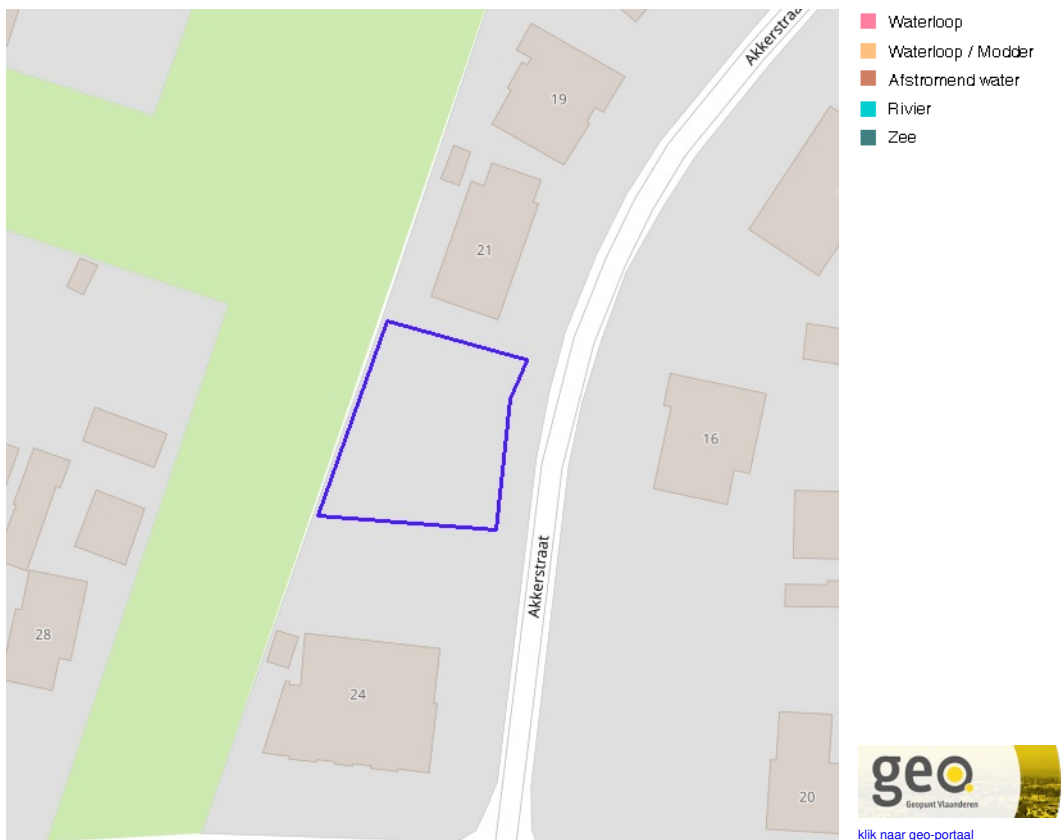 Akkerstraat
19
21
16
Akkerstraat
28
24
20
Waterloop
Waterloop / Modder
Afstromend water
Rivier
Zee
geo.
Geopunt Vlaanderen
klik naar geo-portaal